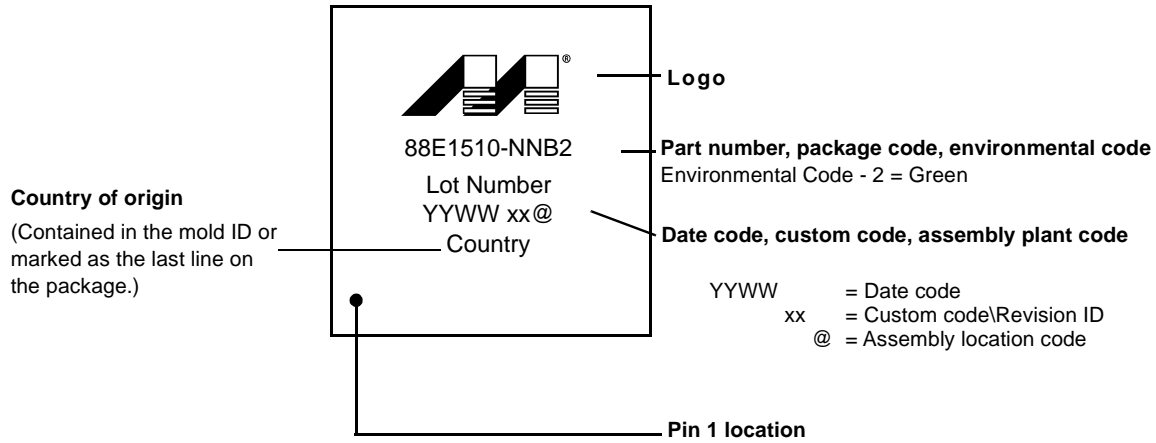 ®
Logo
88E1510-NNB2
Part number, package code, environmental code
Environmental Code - 2 = Green
Lot Number
YYWW xx@
Country
Country of origin
(Contained in the mold ID or
marked as the last line on
the package.)
Date code, custom code, assembly plant code
YYWW = Date code
xx = Custom code\Revision ID
@ = Assembly location code
Pin 1 location